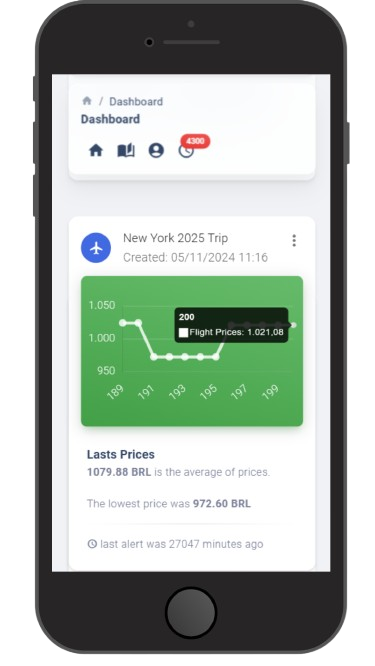 / Dashboard
Dashboard
4300
New York 2025 Trip
Created: 05/11/2024 11:16
1.050
1.000
950
200
Flight Prices: 1.021,08
189 191 193 195 197 199
Lasts Prices
1079.88 BRL is the average of prices.
The lowest price was 972.60 BRL
last alert was 27047 minutes ago